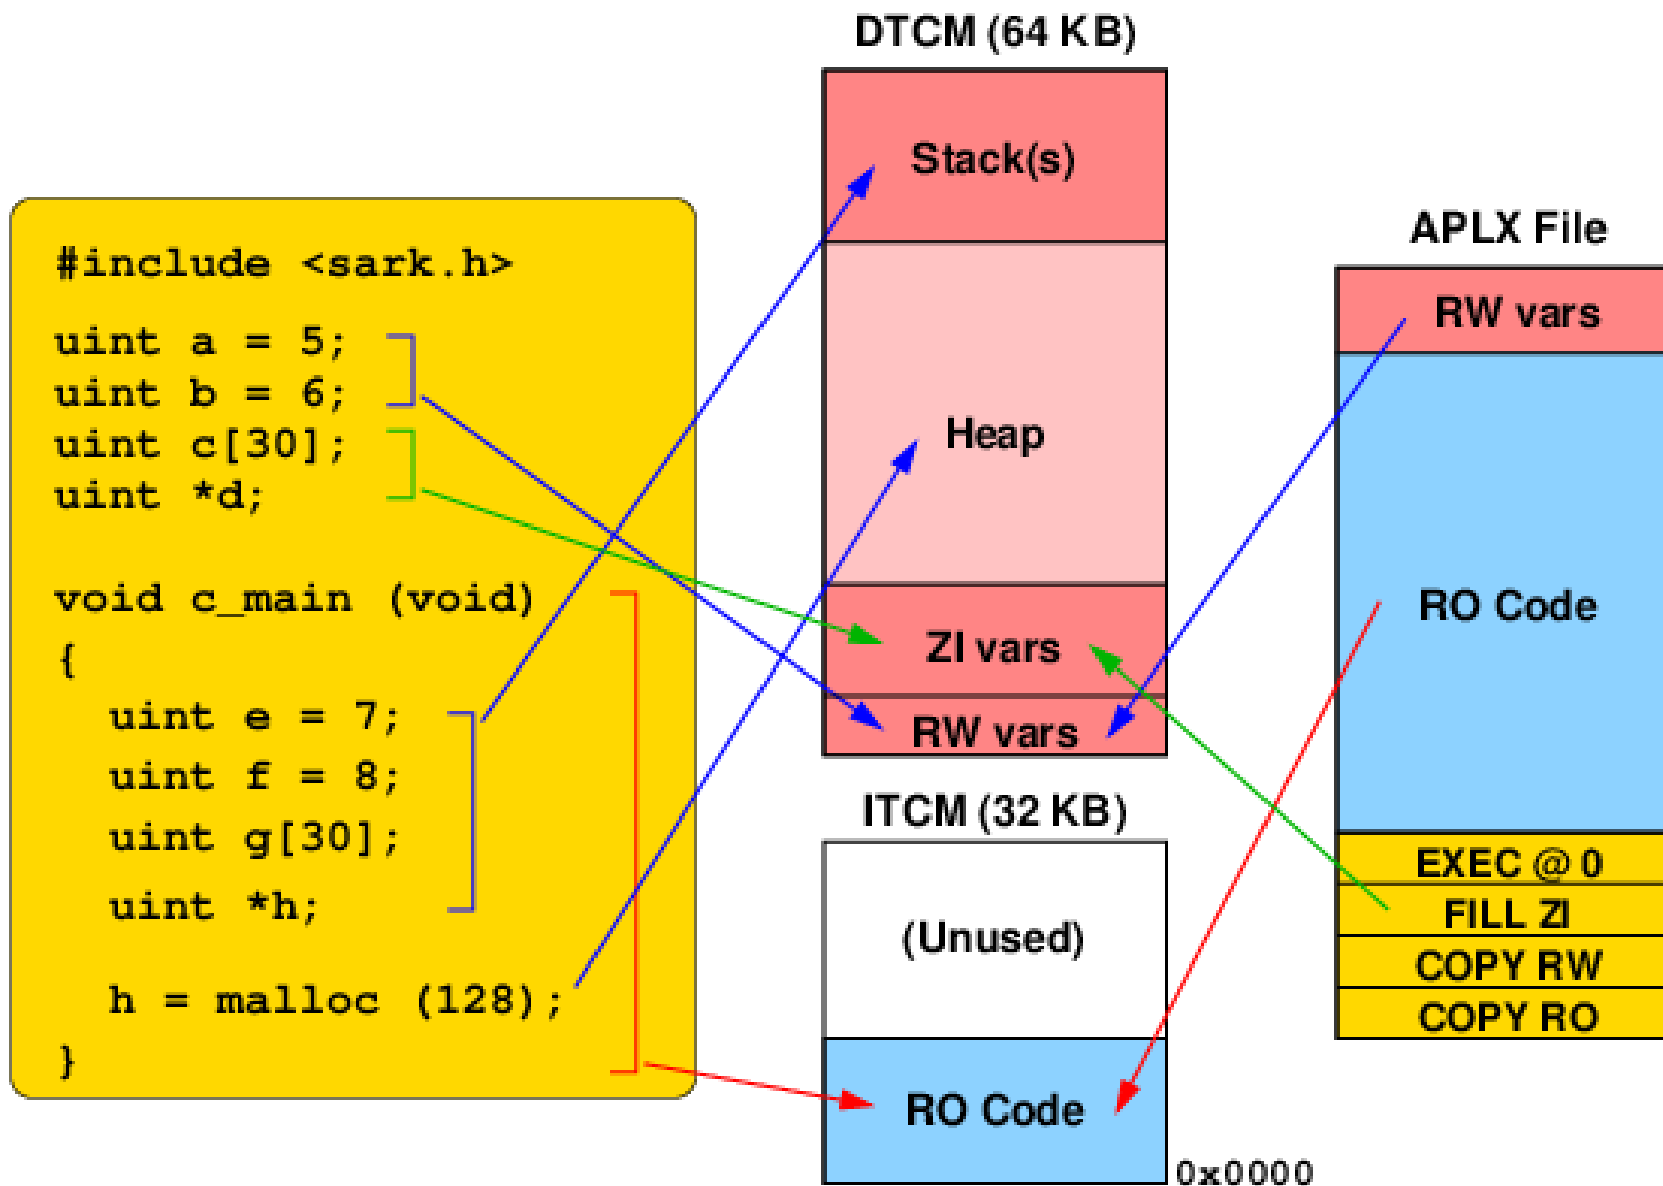 #include <sark.h>
uint a = 5;
uint b = 6;
uint c[30];
uint *d;
void c_main (void)
{
uint e = 7;
uint f = 8;
uint g[30];
uint *h;
h = malloc (128);
}
DTCM (64 KB)
Stack(s)
Heap
ZI vars
RW vars
ITCM (32 KB)
(Unused)
RO Code
0x0000
APLX File
RW vars
RO Code
EXEC @ 0
FILL ZI
COPY RW
COPY RO